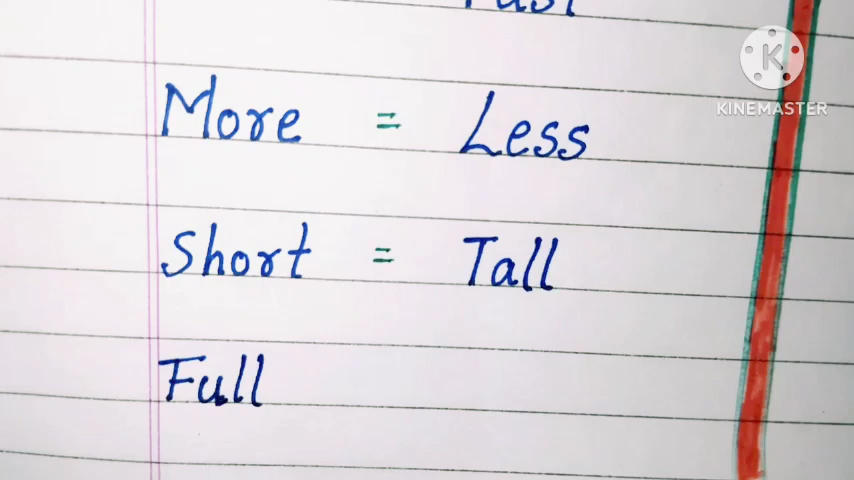 KINEMASTER
More = Less
Short = Tall
Full